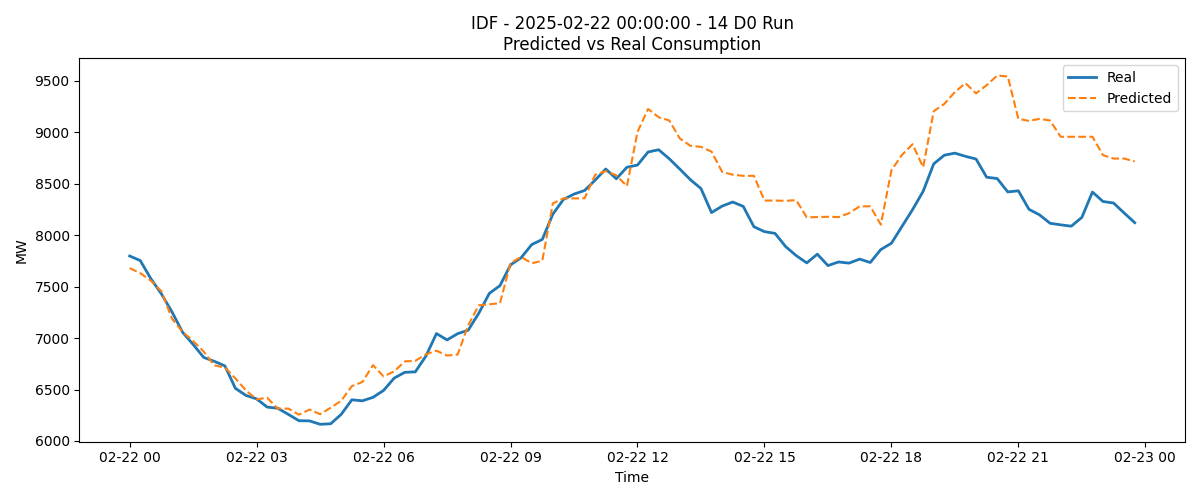 IDF - 2025-02-22 00:00:00 - 14 D0 Run
Predicted vs Real Consumption
Real
Predicted
MW
9500
9000
8500
8000
7500
7000
6500
6000
02-22 00
02-22 03
02-22 06
02-22 09
02-22 12
02-22 15
02-22 18
02-22 21
02-23 00
Time